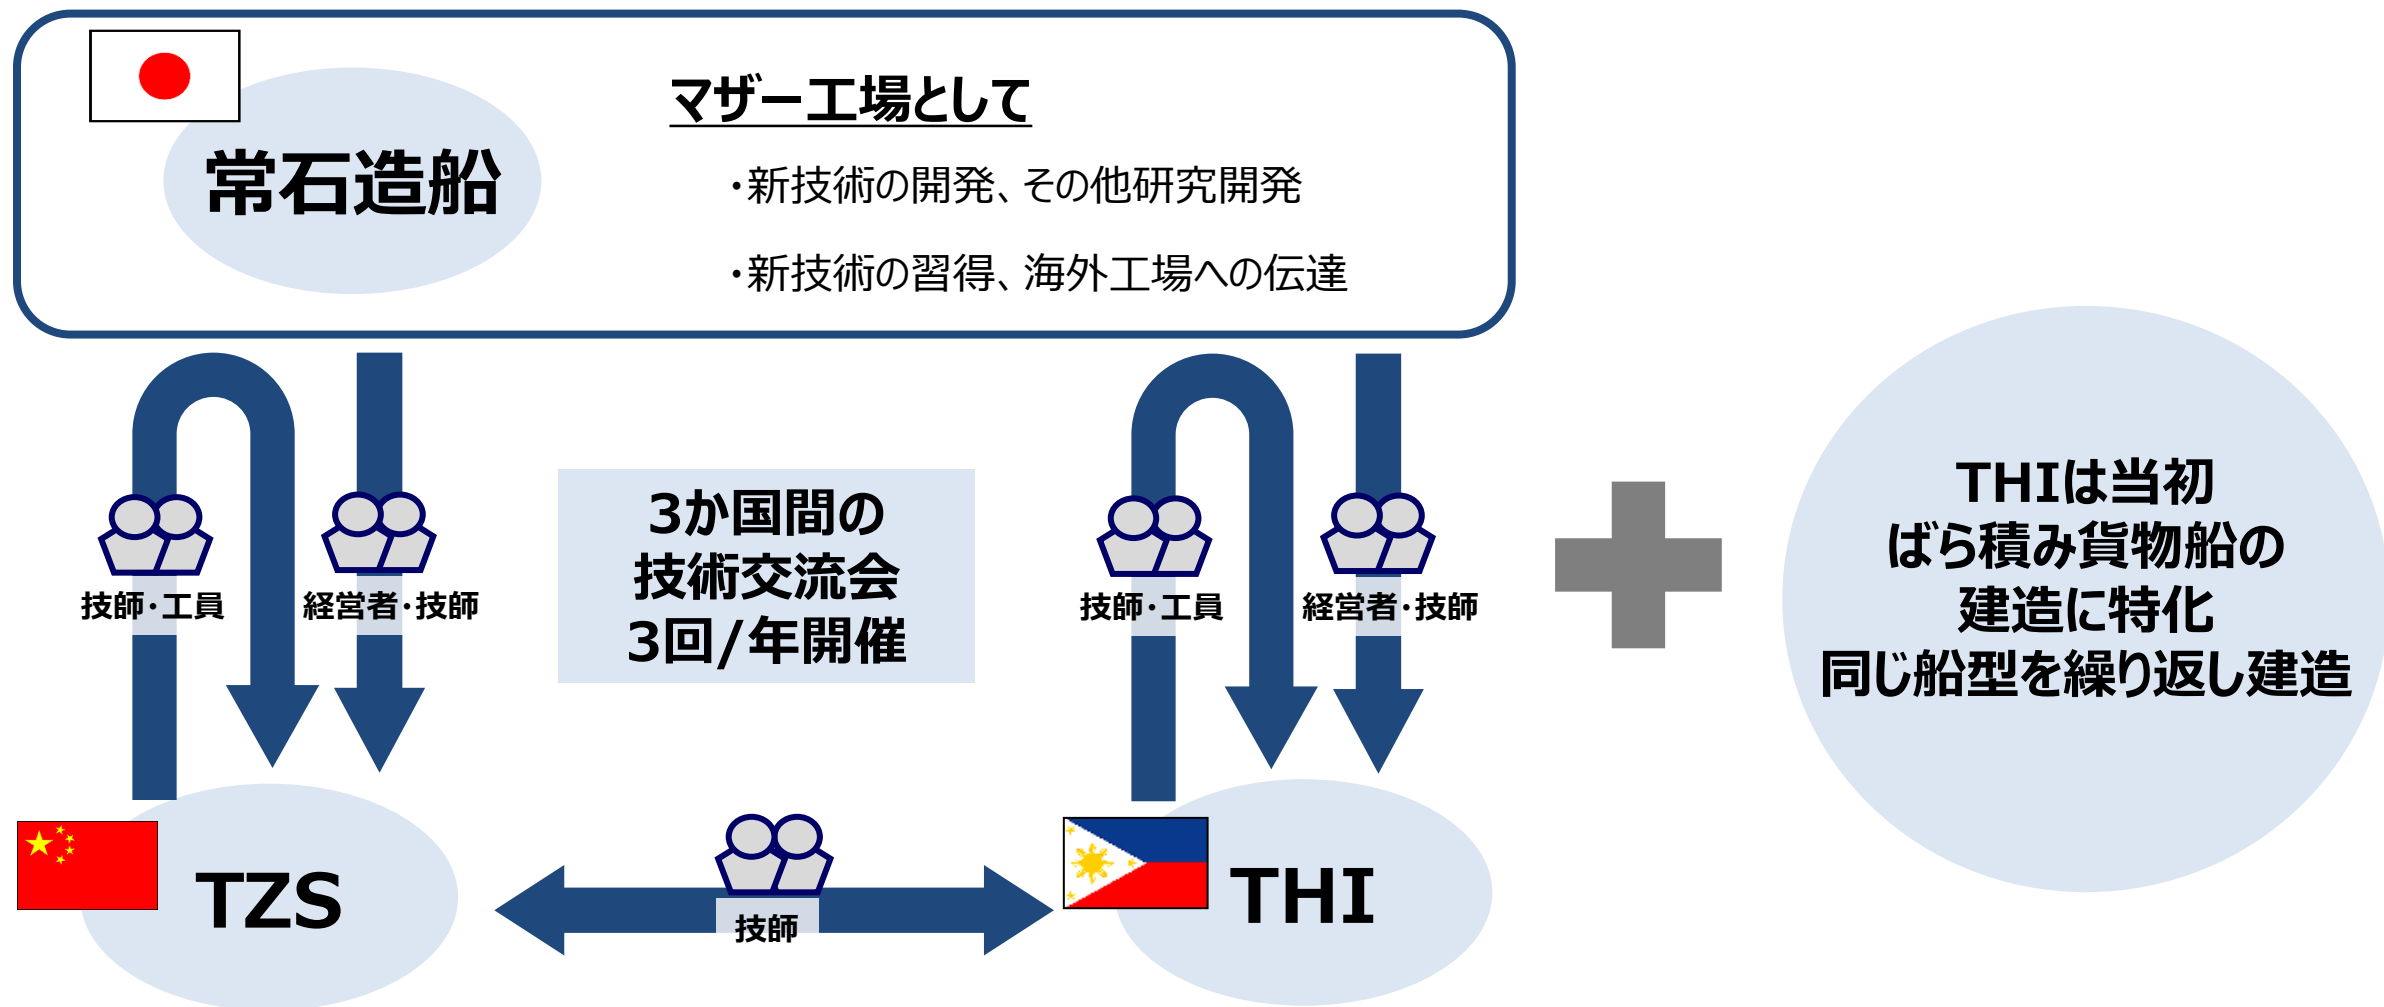 常石造船
マザー工場として
・新技術の開発、その他研究開発
・新技術の習得、海外工場への伝達
技師・工員
経営者・技師
3か国間の
技術交流会
3回/年開催
技師・工員
経営者・技師
THIは当初
ばら積み貨物船の
建造に特化
同じ船型を繰り返し建造
TZS
技師
THI